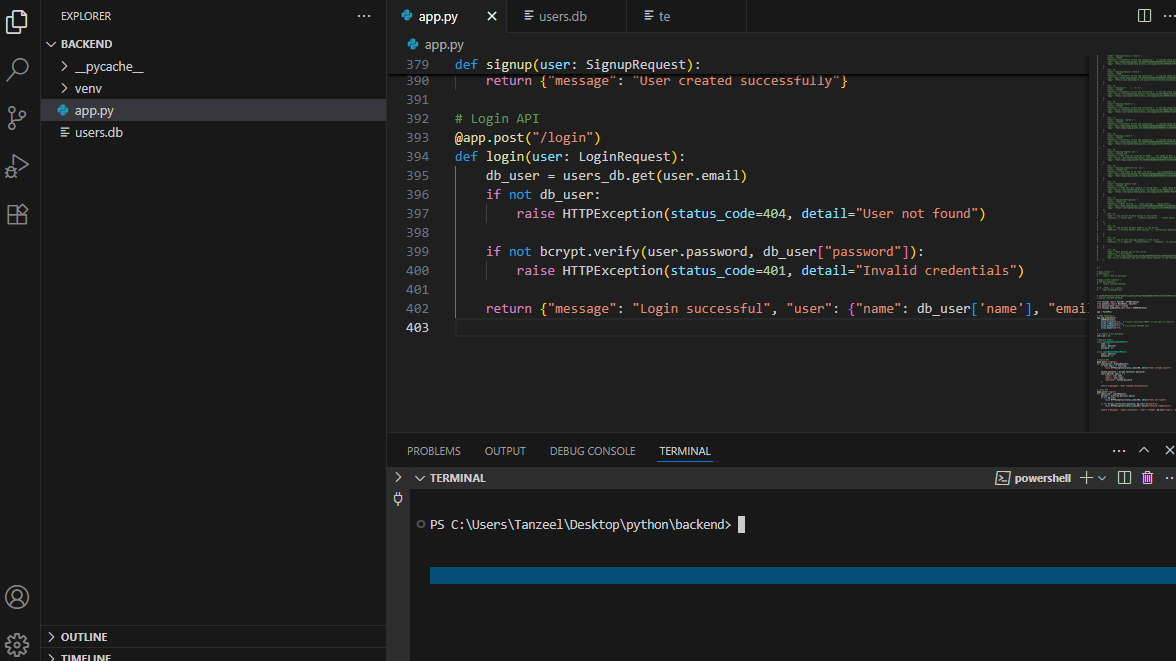 EXPLORER
BACKEND
__pycache__
venv
app.py
users.db
OUTLINE
TIMELINE
app.py
users.db
te
app.py
379 def signup(user: SignupRequest):
390 return {"message": "User created successfully"}
391
392 # Login API
393 @app.post("/login")
394 def login(user: LoginRequest):
395 db_user = users_db.get(user.email)
396 if not db_user:
397 raise HTTPException(status_code=404, detail="User not found")
398
399 if not bcrypt.verify(user.password, db_user["password"]):
400 raise HTTPException(status_code=401, detail="Invalid credentials")
401
402 return {"message": "Login successful", "user": {"name": db_user['name'], "emai
403
PROBLEMS OUTPUT DEBUG CONSOLE TERMINAL
TERMINAL
powershell
PS C:\Users\Tanzeel\Desktop\python\backend>